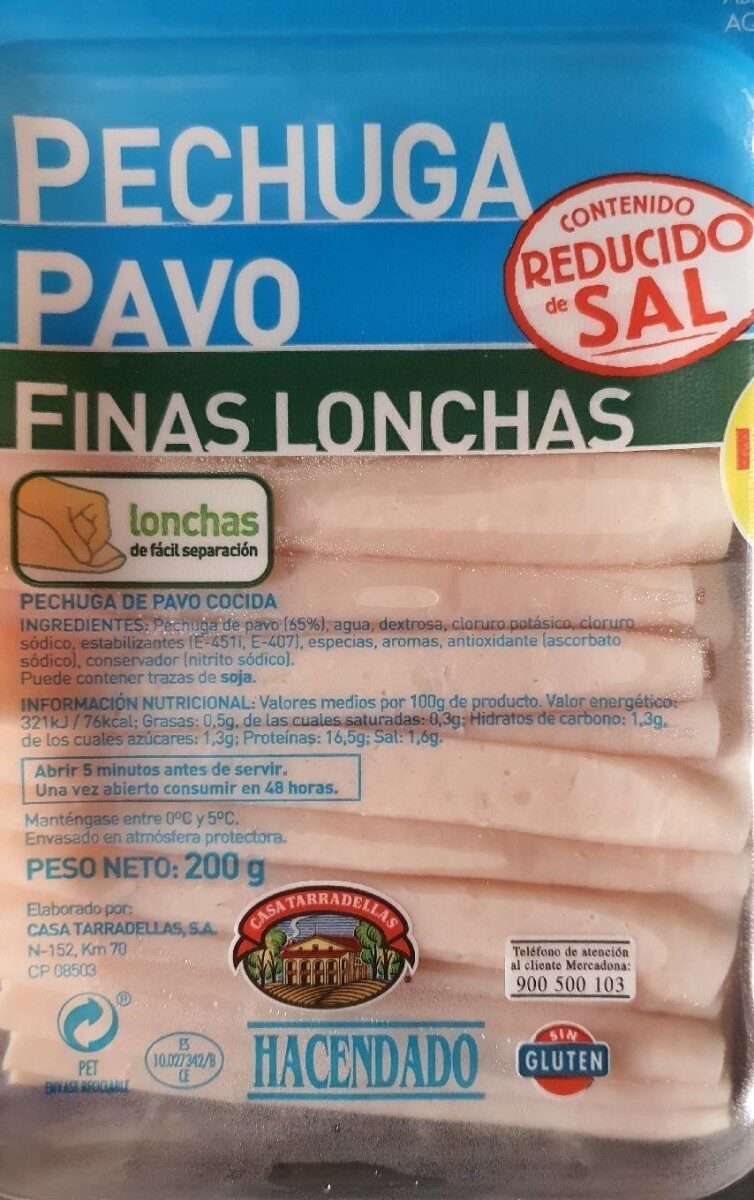 AC
PECHUGA
PAVO
FINAS LONCHAS
CONTENIDO
REDUCIDO
de SAL
lonchas
de fácil separación
PECHUGA DE PAVO COCIDA
INGREDIENTES: Pechuga de pavo (65%), agua, dextrosa, cloruro potásico, cloruro
sódico, estabilizantes (E-451i, E-407), especias, aromas, antioxidante (ascorbato
sódico), conservador (nitrito sódico).
Puede contener trazas de soja.
INFORMACIÓN NUTRICIONAL: Valores medios por 100g de producto. Valor energético:
321kJ / 76kcal; Grasas: 0,5g, de las cuales saturadas: 0,3g; Hidratos de carbono: 1,3g,
de los cuales azúcares: 1,3g; Proteínas: 16,5g; Sal: 1,6g.
Abrir 5 minutos antes de servir.
Una vez abierto consumir en 48 horas.
Manténgase entre 0ºC y 5ºC.
Envasado en atmósfera protectora.
PESO NETO: 200 g
Elaborado por:
CASA TARRADELLAS, S.A.
N-152, Km 70
CP 08503
CASA TARRADELLAS
®
Teléfono de atención
al cliente Mercadona:
900 500 103
®
PET
ENVASE RECICLABLE
ES
10.027342/B
CE
HACENDADO
SIN
GLUTEN